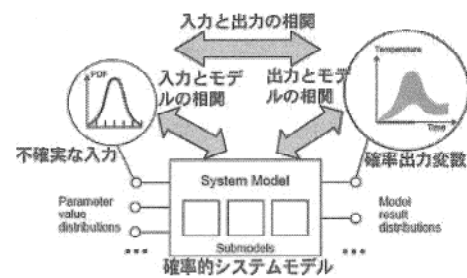 入力と出力の相関
PDF
入力とモデ
ルの相関
出力とモデ
ルの相関
Temperature
Time
不確実な入力
確率出力変数
System Model
Parameter
value
distributions
Model
result
distributions
Submodels
確率的システムモデル